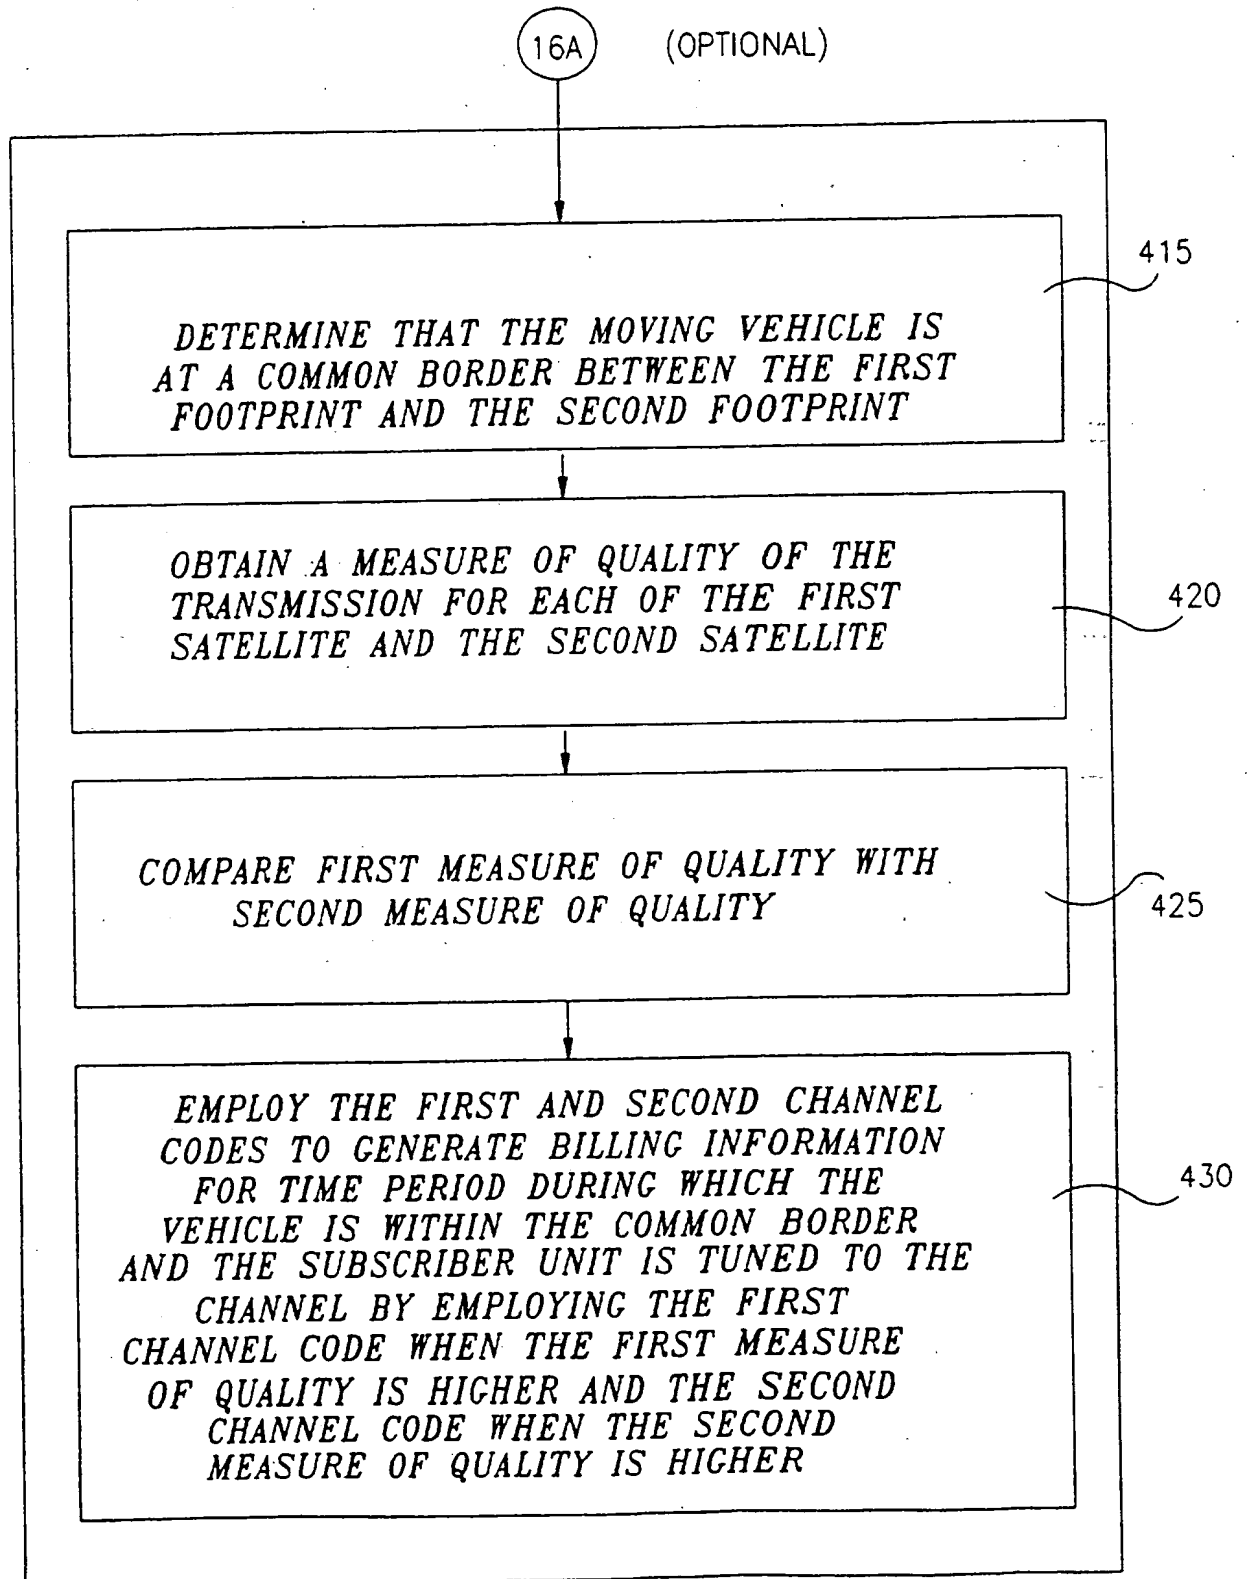 16A (OPTIONAL)
415
DETERMINE THAT THE MOVING VEHICLE IS
AT A COMMON BORDER BETWEEN THE FIRST
FOOTPRINT AND THE SECOND FOOTPRINT
OBTAIN A MEASURE OF QUALITY OF THE
TRANSMISSION FOR EACH OF THE FIRST
SATELLITE AND THE SECOND SATELLITE
420
COMPARE FIRST MEASURE OF QUALITY WITH
SECOND MEASURE OF QUALITY
425
EMPLOY THE FIRST AND SECOND CHANNEL
CODES TO GENERATE BILLING INFORMATION
FOR TIME PERIOD DURING WHICH THE
VEHICLE IS WITHIN THE COMMON BORDER
AND THE SUBSCRIBER UNIT IS TUNED TO THE
CHANNEL BY EMPLOYING THE FIRST
CHANNEL CODE WHEN THE FIRST MEASURE
OF QUALITY IS HIGHER AND THE SECOND
CHANNEL CODE WHEN THE SECOND
MEASURE OF QUALITY IS HIGHER
430